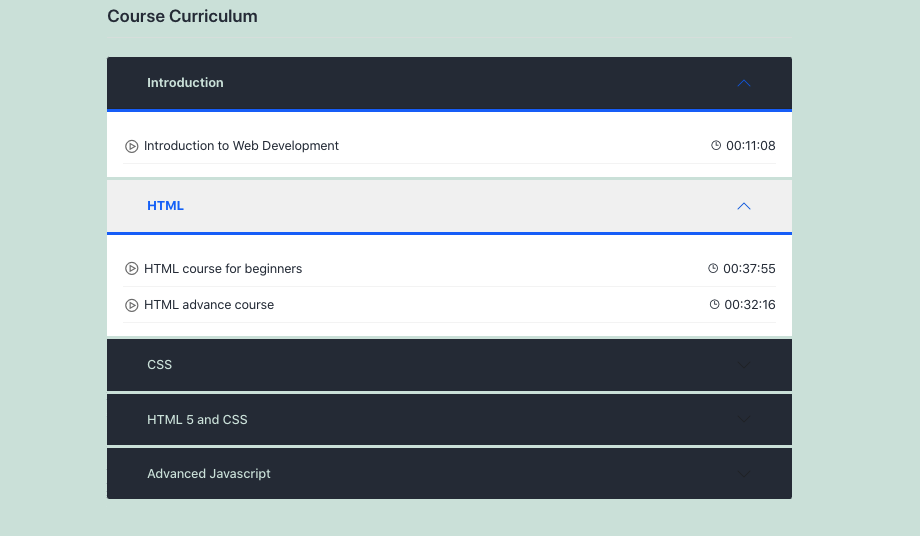 Course Curriculum
Introduction
Introduction to Web Development 00:11:08
HTML
HTML course for beginners 00:37:55
HTML advance course 00:32:16
CSS
HTML 5 and CSS
Advanced Javascript